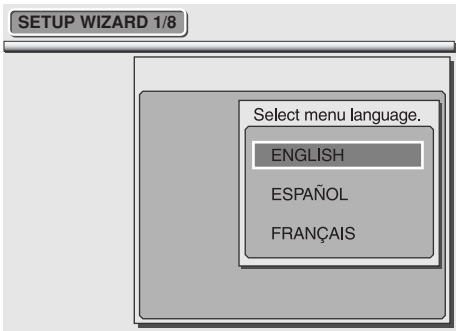 SETUP WIZARD 1/8
Select menu language.
ENGLISH
ESPAÑOL
FRANÇAIS